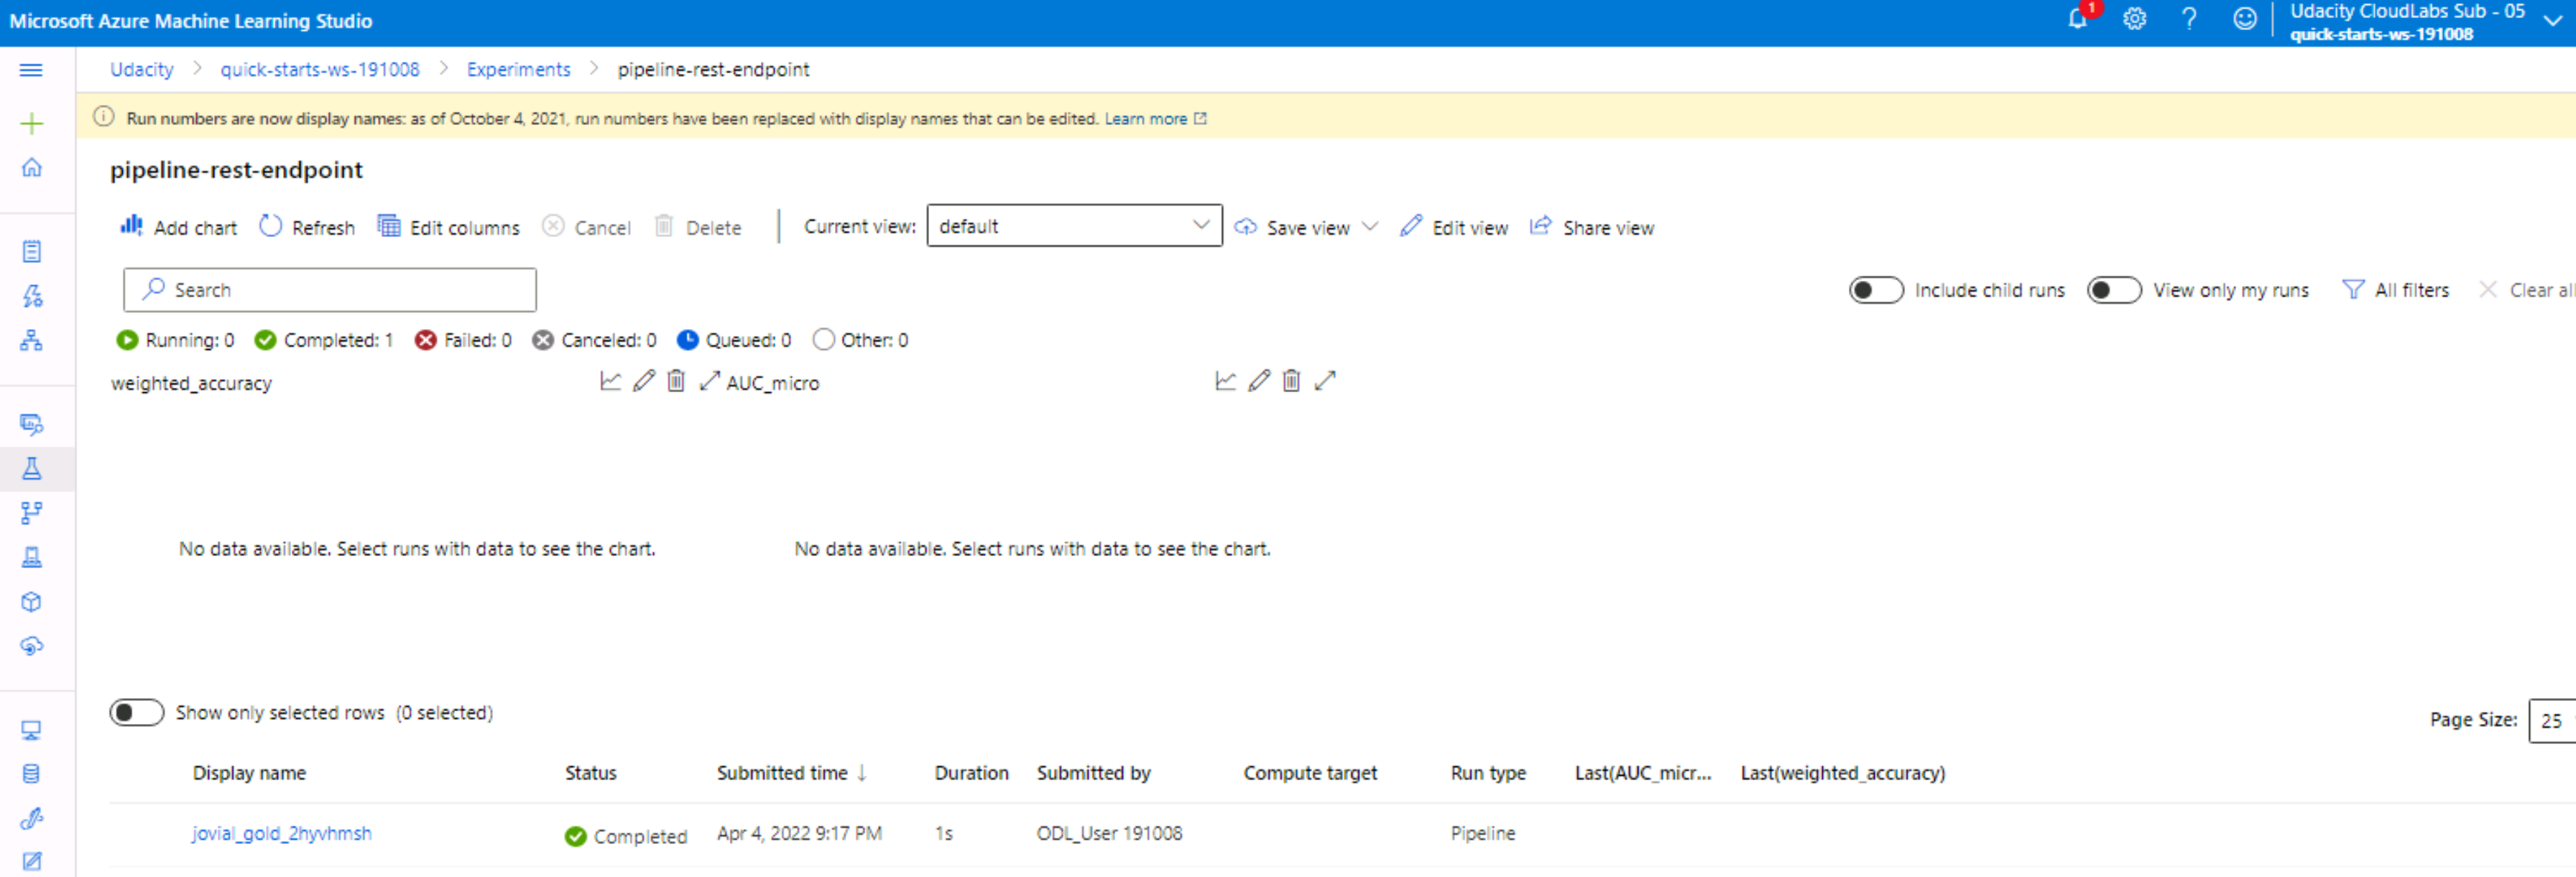 Microsoft Azure Machine Learning Studio
1
Udacity CloudLabs Sub - 05
quick-starts-ws-191008
Udacity > quick-starts-ws-191008 > Experiments > pipeline-rest-endpoint
Run numbers are now display names: as of October 4, 2021, run numbers have been replaced with display names that can be edited. Learn more
pipeline-rest-endpoint
Add chart Refresh Edit columns Cancel Delete Current view: default Save view Edit view Share view
Search
Include child runs View only my runs All filters Clear all
Running: 0 Completed: 1 Failed: 0 Canceled: 0 Queued: 0 Other: 0
weighted_accuracy AUC_micro
No data available. Select runs with data to see the chart. No data available. Select runs with data to see the chart.
Show only selected rows (0 selected)
Page Size: 25
Display name Status Submitted time ↓ Duration Submitted by Compute target Run type Last(AUC_micr... Last(weighted_accuracy)
jovial_gold_2hyvhmsh Completed Apr 4, 2022 9:17 PM 1s ODL_User 191008 Pipeline